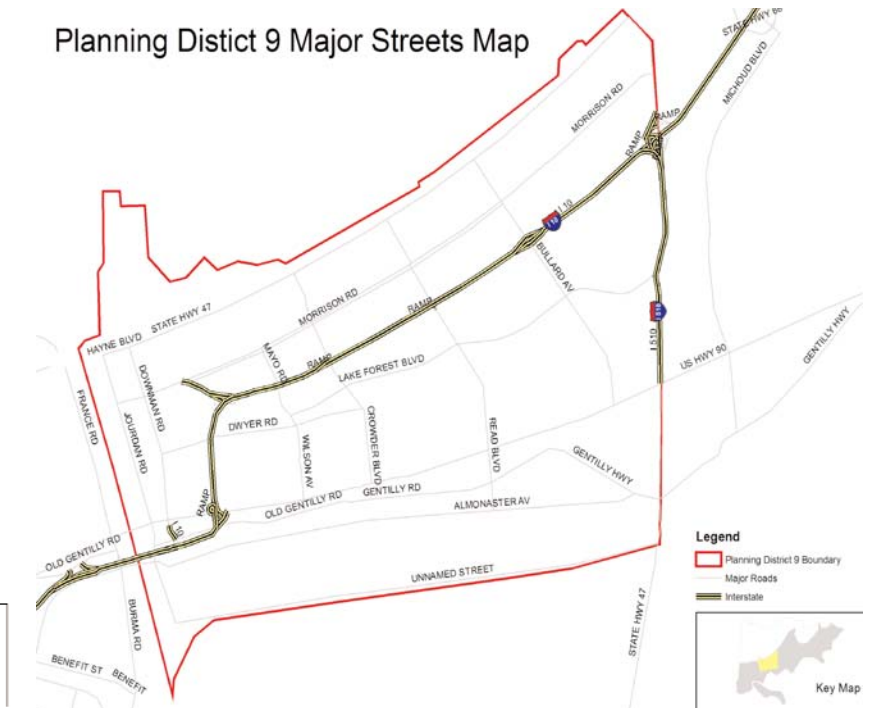 Planning Distict 9 Major Streets Map
STATE HWY
MICHOUD BLVD
MORRISON RD
RAMP
RAMP
I 10
I 10
BULLARD AV
STATE HWY 47
HAYNE BLVD
MORRISON RD
RAMP
I 510
I 510
GENTILLY HWY
US HWY 90
MAYO RD
RAMP
LAKE FOREST BLVD
DOWNMAN RD
FRANCE RD
JOURDAN RD
DWYER RD
WILSON AV
CROWDER BLVD
READ BLVD
GENTILLY HWY
RAMP
OLD GENTILLY RD
GENTILLY RD
ALMONASTER AV
I 10
OLD GENTILLY RD
UNNAMED STREET
BURMA RD
STATE HWY 47
BENEFIT ST
BENEFIT
Legend
Planning District 9 Boundary
Major Roads
Interstate
Key Map